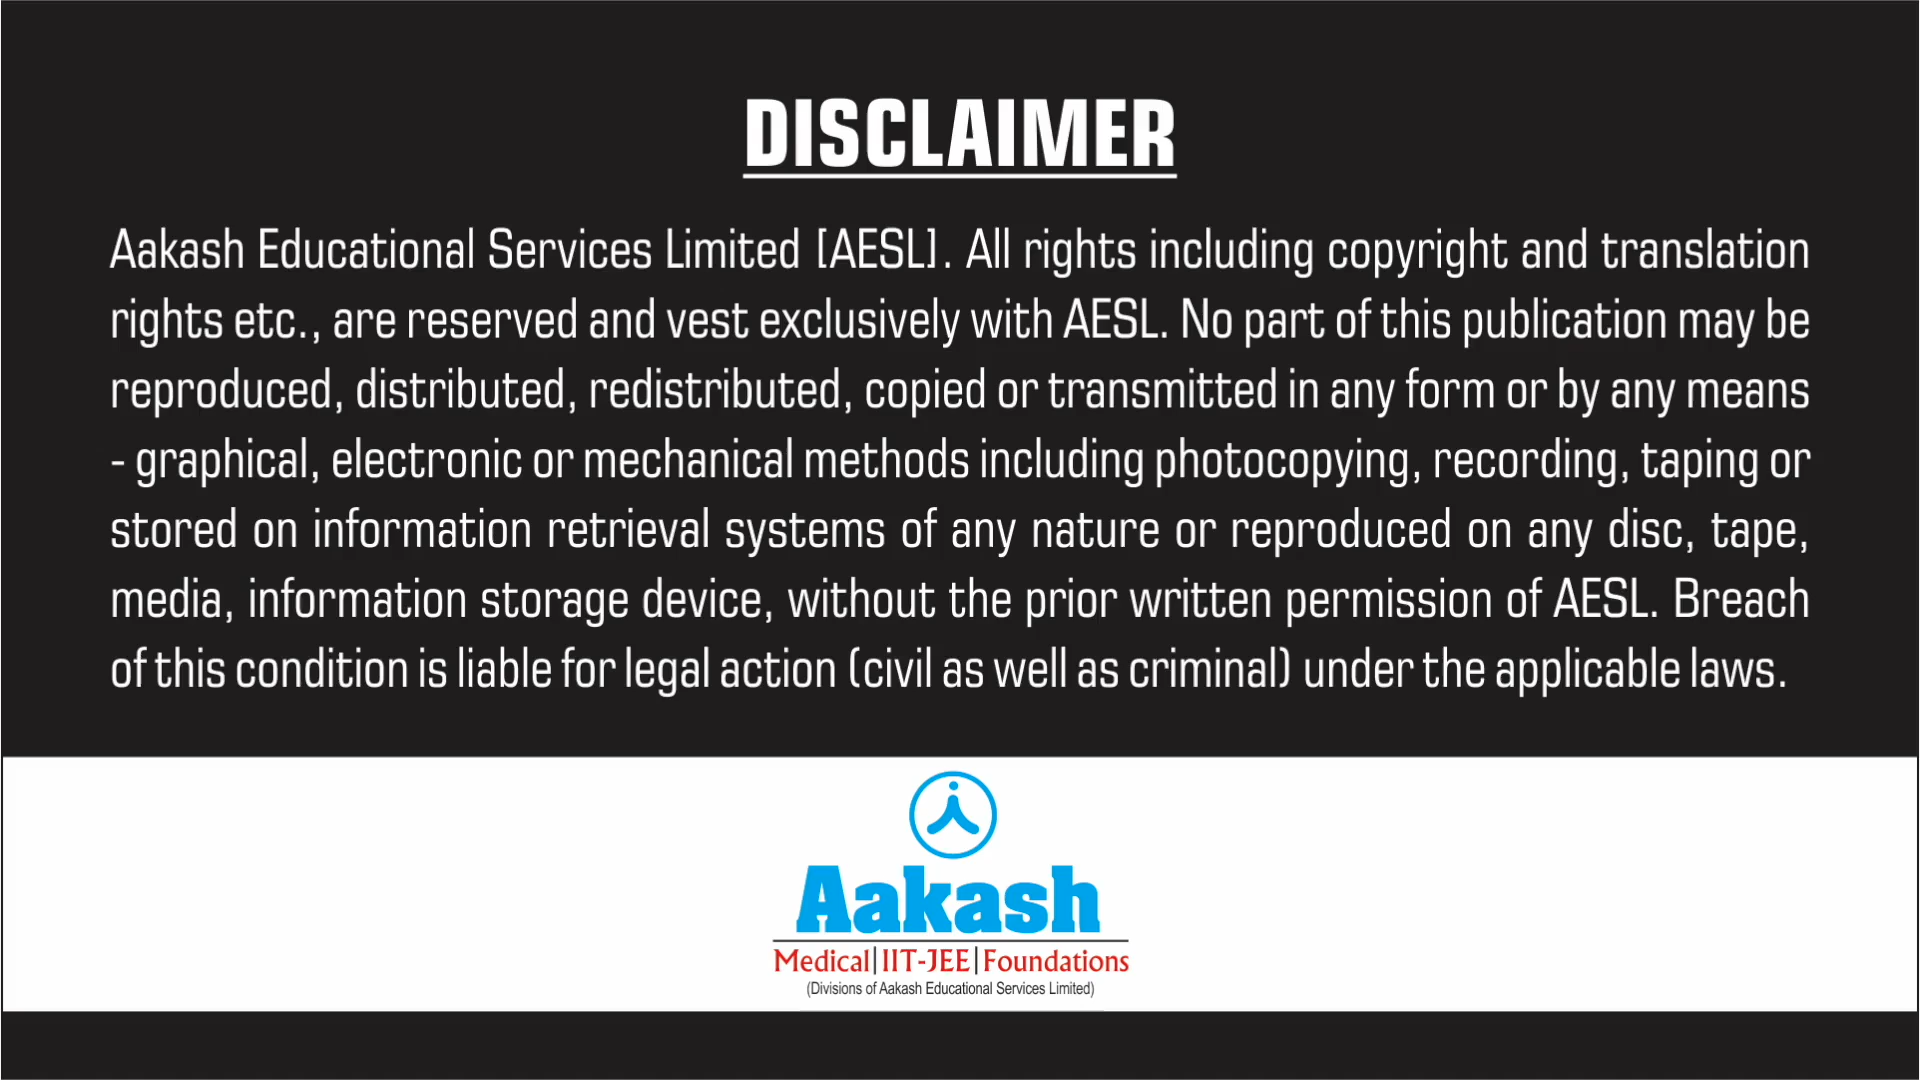 DISCLAIMER
Aakash Educational Services Limited [AESL]. All rights including copyright and translation
rights etc., are reserved and vest exclusively with AESL. No part of this publication may be
reproduced, distributed, redistributed, copied or transmitted in any form or by any means
- graphical, electronic or mechanical methods including photocopying, recording, taping or
stored on information retrieval systems of any nature or reproduced on any disc, tape,
media, information storage device, without the prior written permission of AESL. Breach
of this condition is liable for legal action (civil as well as criminal) under the applicable laws.
Aakash
Medical|IIT-JEE|Foundations
(Divisions of Aakash Educational Services Limited)